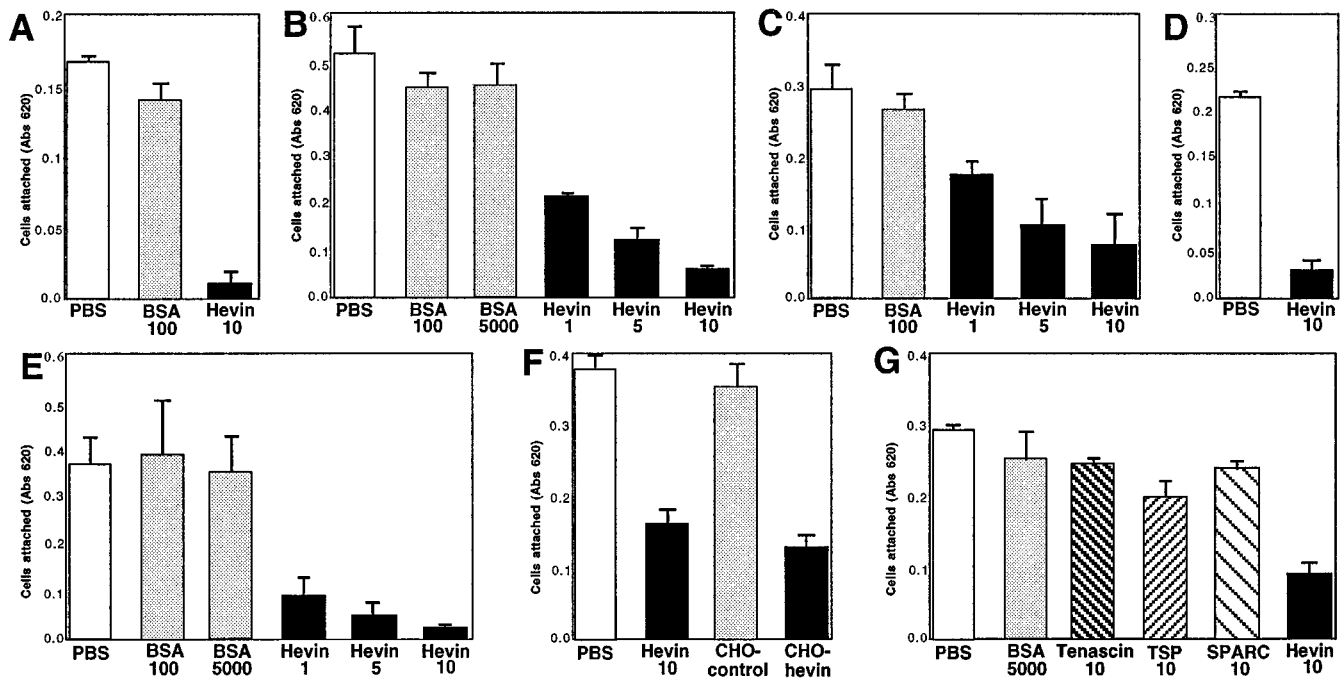 A
Cells attached (Abs 620)
0.2
0.15
0.1
0.05
0.0
PBS
BSA
100
Hevin
10
B
Cells attached (Abs 620)
0.6
0.5
0.4
0.3
0.2
0.1
0.0
PBS
BSA
100
BSA
5000
Hevin
1
Hevin
5
Hevin
10
C
Cells attached (Abs 620)
0.4
0.3
0.2
0.1
0.0
PBS
BSA
100
Hevin
1
Hevin
5
Hevin
10
D
Cells attached (Abs 620)
0.3
0.25
0.2
0.15
0.1
0.05
0.0
PBS
Hevin
10
E
Cells attached (Abs 620)
0.6
0.5
0.4
0.3
0.2
0.1
0.0
PBS
BSA
100
BSA
5000
Hevin
1
Hevin
5
Hevin
10
F
Cells attached (Abs 620)
0.4
0.3
0.2
0.1
0.0
PBS
Hevin
10
CHO-
control
CHO-
hevin
G
Cells attached (Abs 620)
0.4
0.3
0.2
0.1
0.0
PBS
BSA
5000
Tenascin
10
TSP
10
SPARC
10
Hevin
10